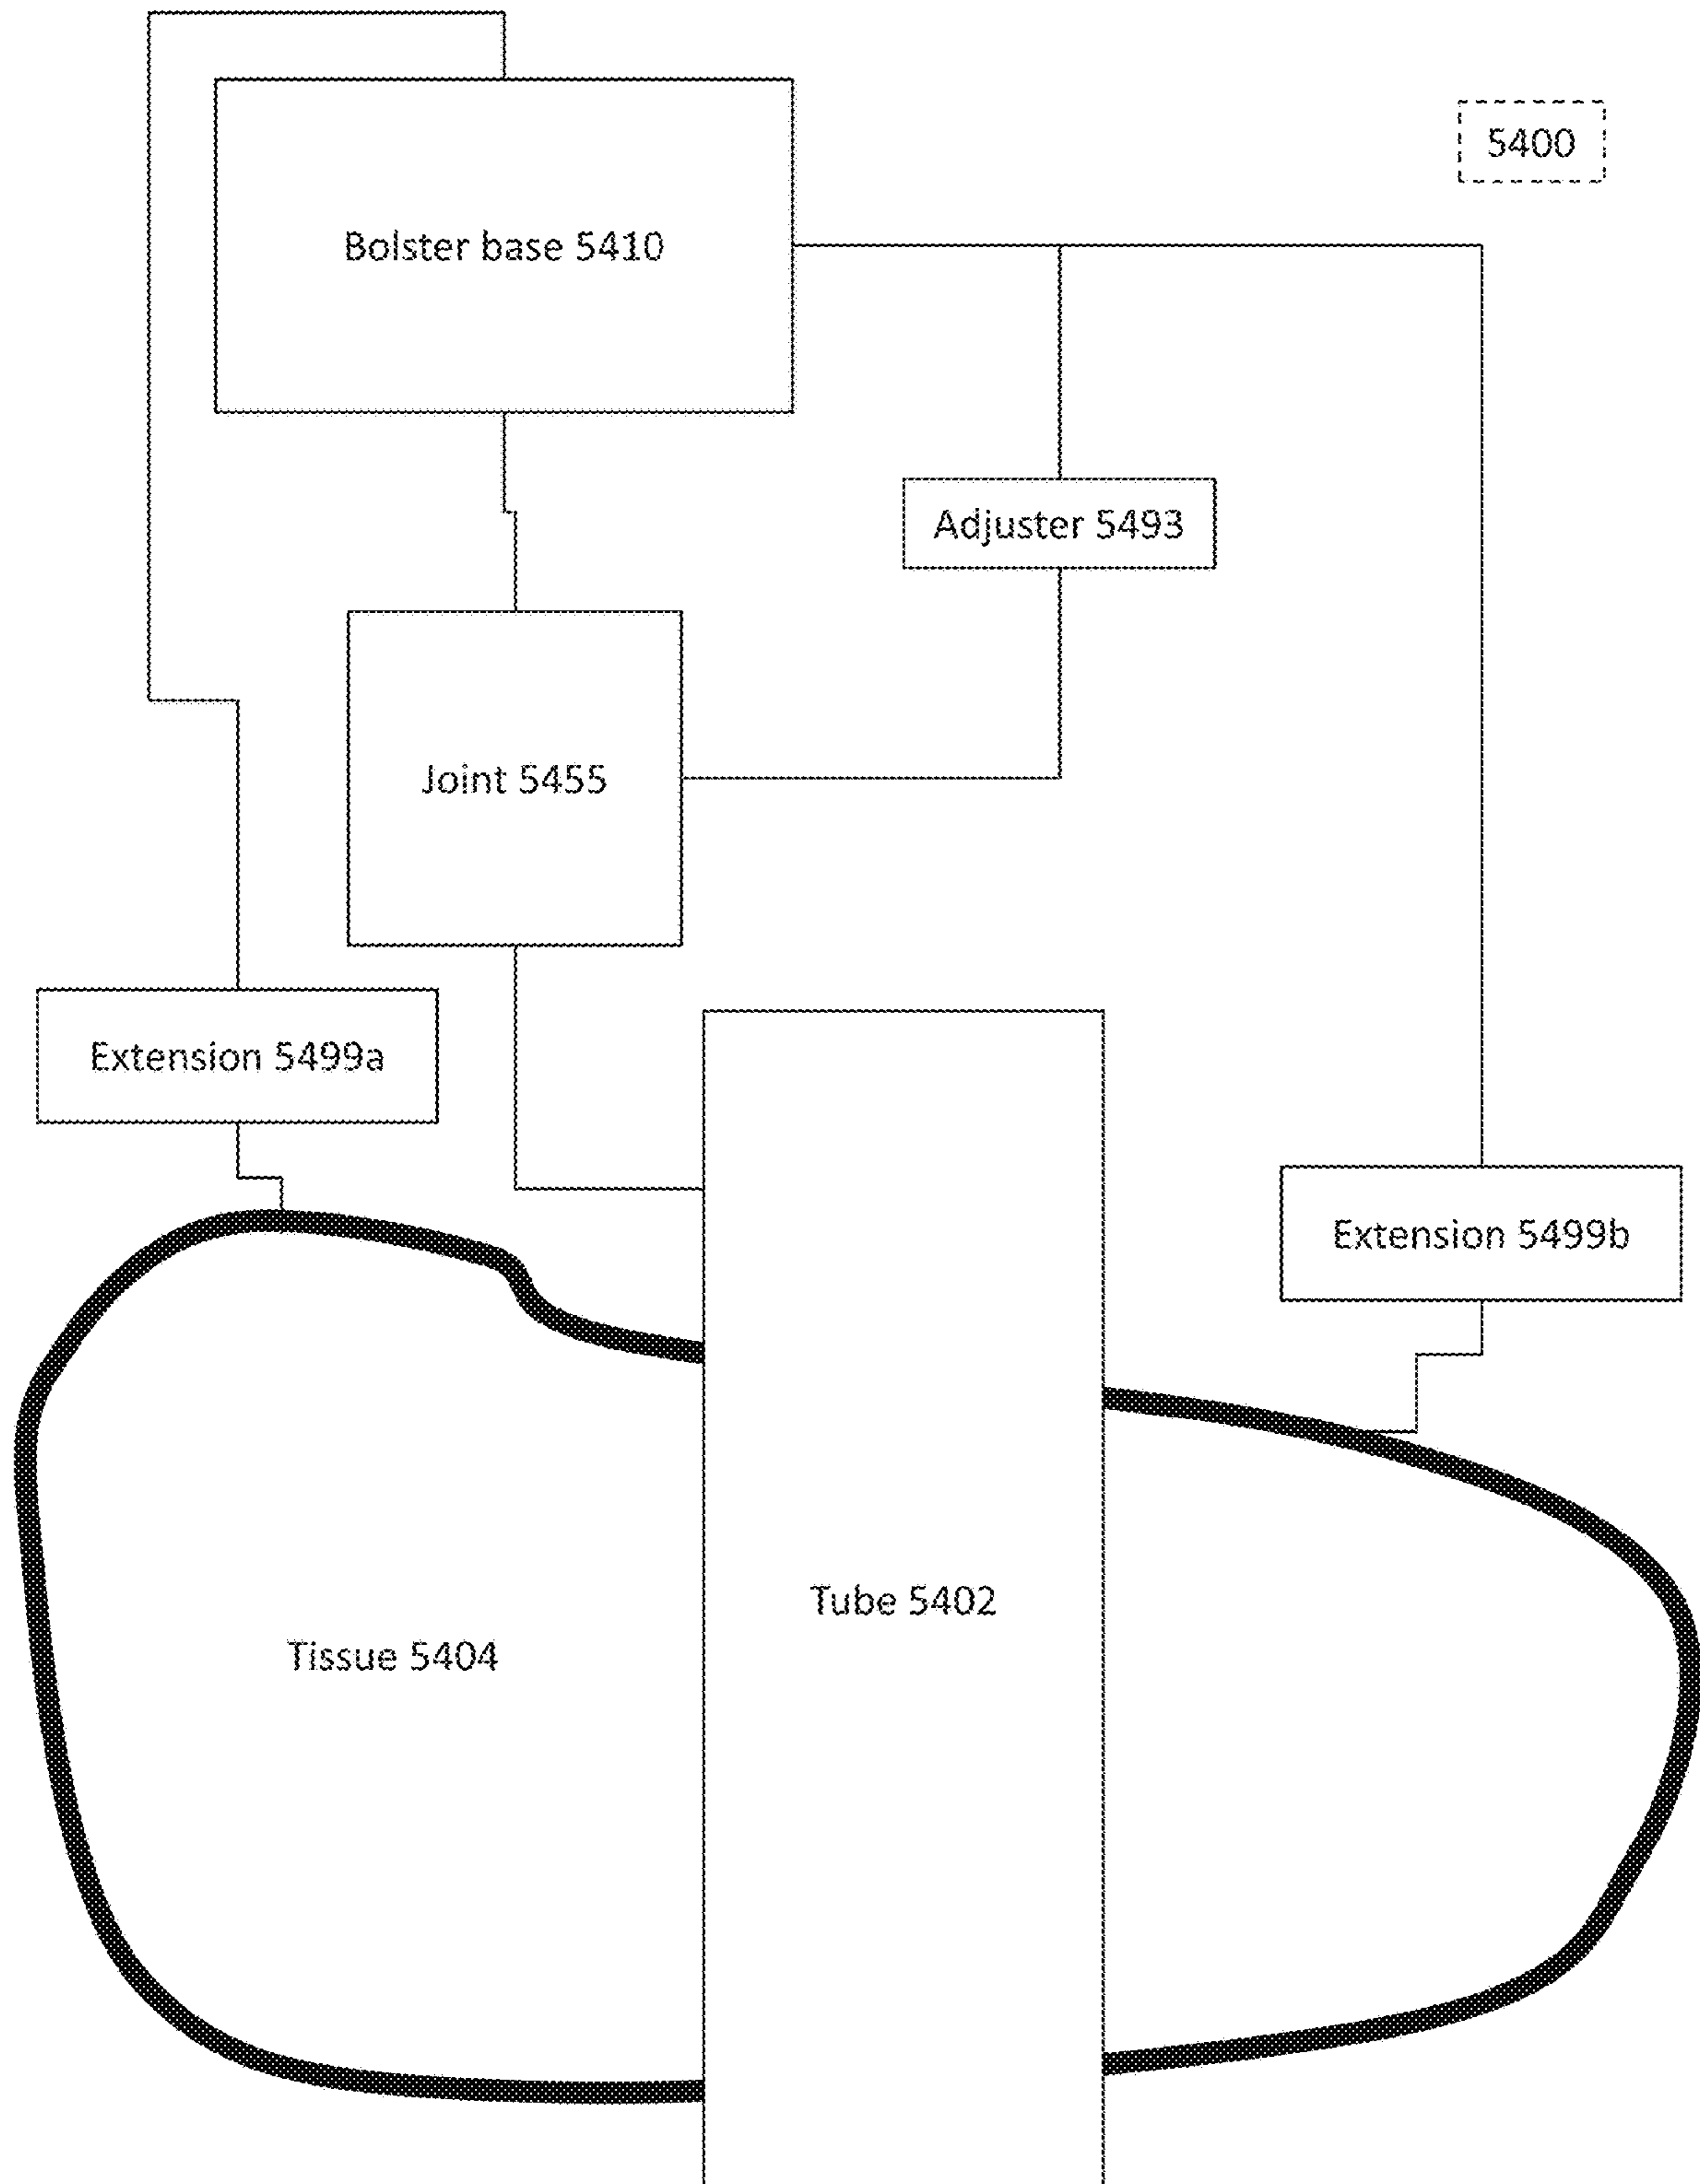 5400
Bolster base 5410
Adjuster 5493
Joint 5455
Extension 5499a
Extension 5499b
Tube 5402
Tissue 5404